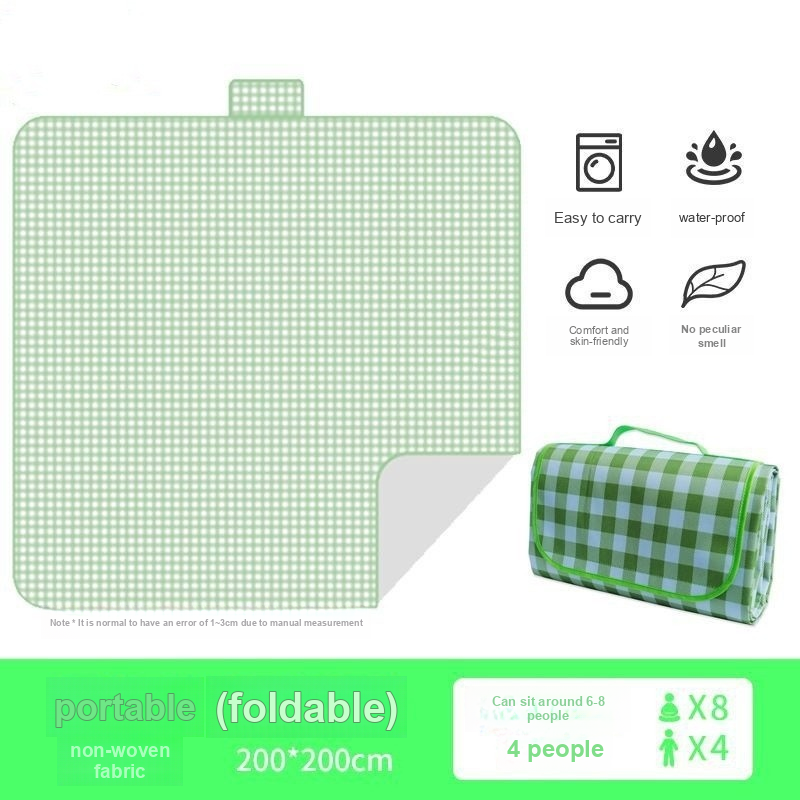 Easy to carry
water-proof
Comfort and
skin-friendly
No peculiar
smell
Note * It is normal to have an error of 1~3cm due to manual measurement
portable (foldable)
non-woven
fabric
200*200cm
Can sit around 6-8
people
X8
4 people
X4